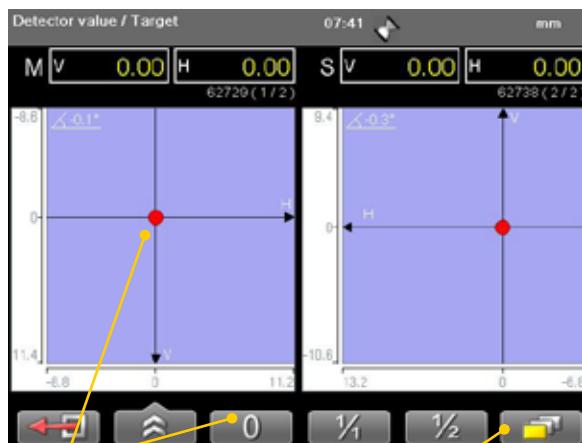 Detector value / Target 07:41 mm
M V 0.00 H 0.00 S V 0.00 H 0.00
62729 ( 1 / 2 ) 62738 ( 2 / 2 )
-8.6 -0.1° 9.4 -0.3° V
H H
0 0
11.4 V -10.6
-8.8 0 11.2 13.2 0 -6.8
0 1/1 1/2